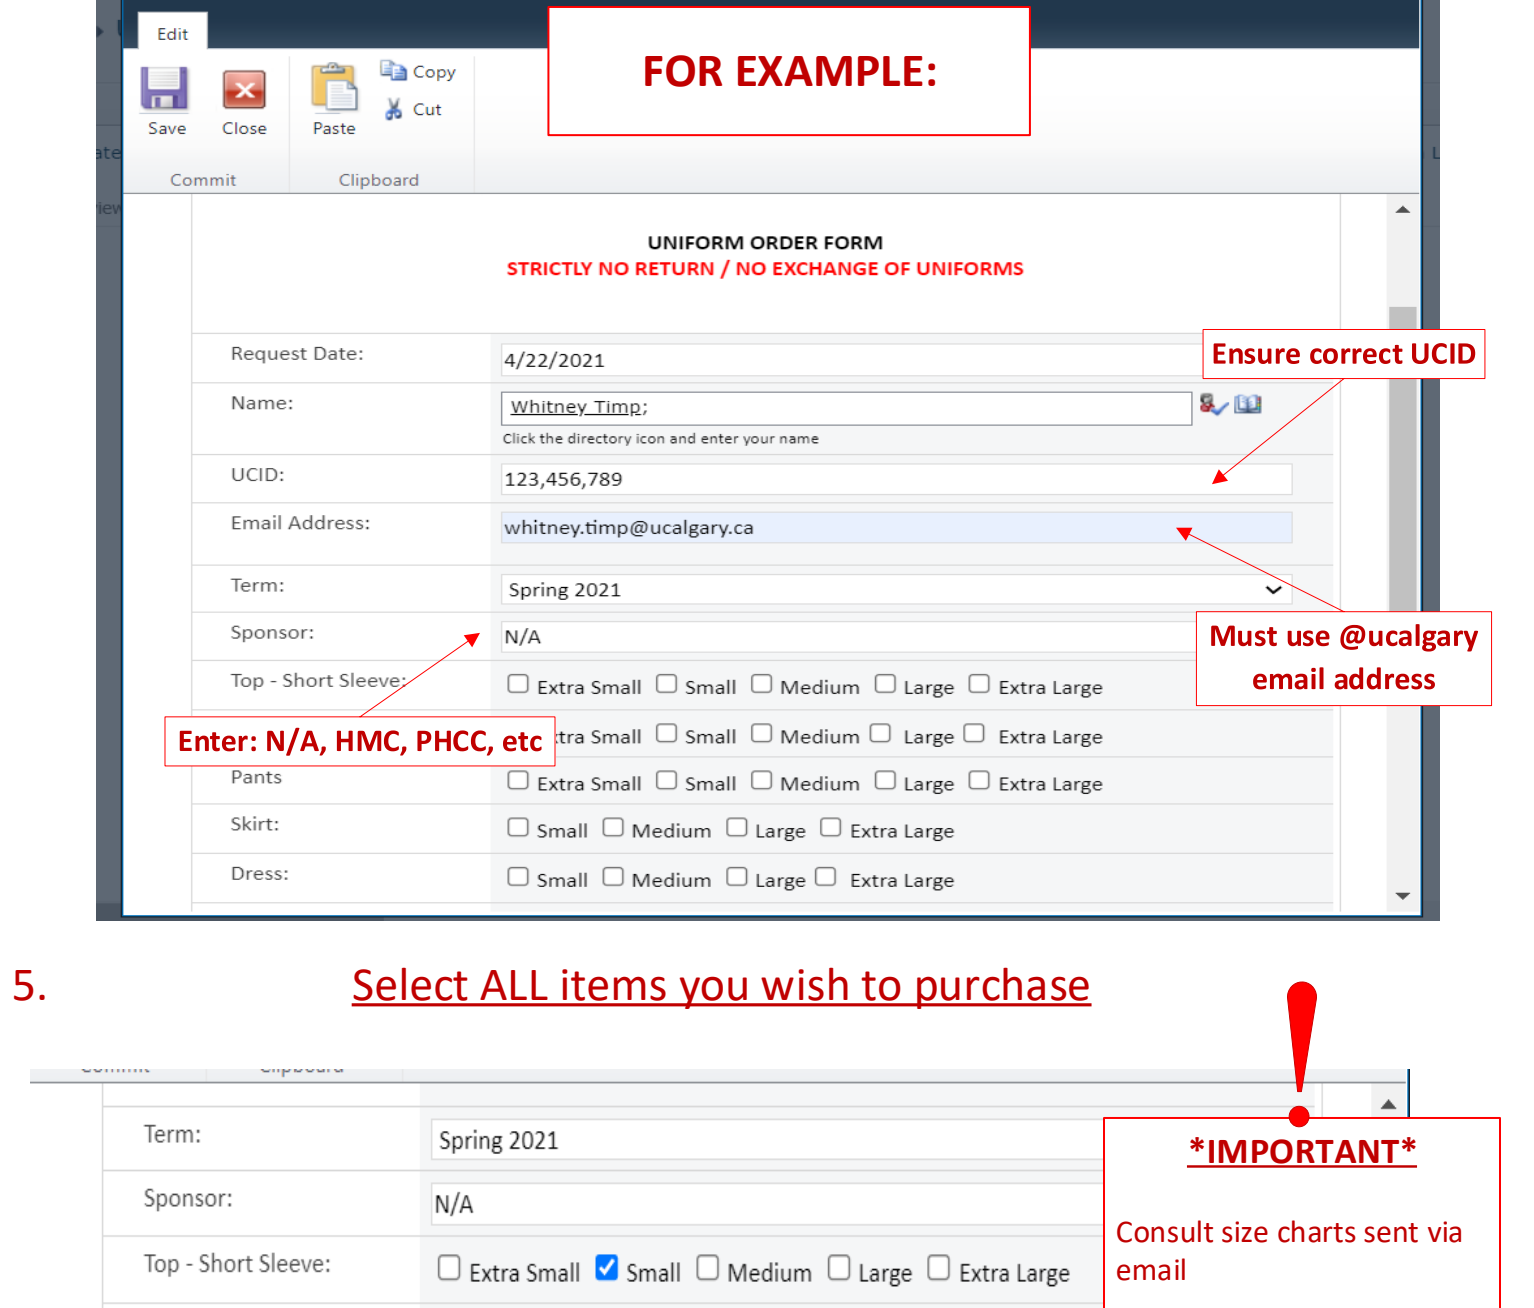 Edit
FOR EXAMPLE:
Copy
Cut
Save Close Paste
Commit Clipboard
UNIFORM ORDER FORM
STRICTLY NO RETURN / NO EXCHANGE OF UNIFORMS
Ensure correct UCID
Request Date: 4/22/2021
Name: Whitney Timp;
Click the directory icon and enter your name
UCID: 123,456,789
Email Address: whitney.timp@ucalgary.ca
Term: Spring 2021
Sponsor: N/A
Must use @ucalgary
email address
Top - Short Sleeve: Extra Small Small Medium Large Extra Large
Enter: N/A, HMC, PHCC, etc
tra Small Small Medium Large Extra Large
Pants Extra Small Small Medium Large Extra Large
Skirt: Small Medium Large Extra Large
Dress: Small Medium Large Extra Large
5. Select ALL items you wish to purchase
Commit Clipboard
Term: Spring 2021
*IMPORTANT*
Sponsor: N/A
Consult size charts sent via
email
Top - Short Sleeve: Extra Small Small Medium Large Extra Large